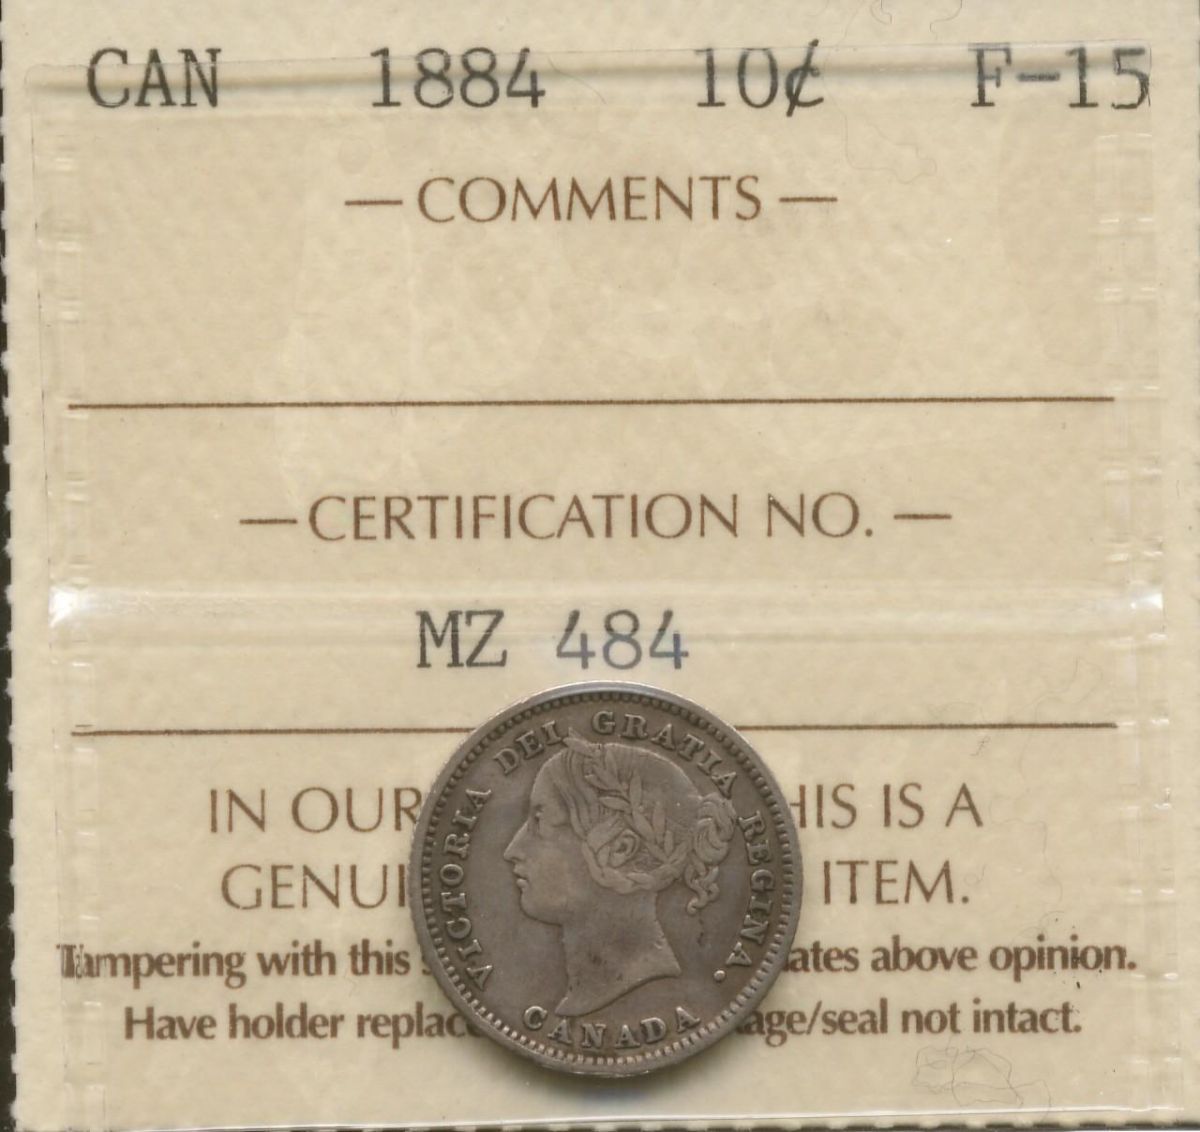 CAN 1884 10¢ F-15
— COMMENTS —
— CERTIFICATION NO. —
MZ 484
VICTORIA DEI GRATIA REGINA.
CANADA
IN OUR HIS IS A
GENUI ITEM.
Tampering with this ates above opinion.
Have holder replac age/seal not intact.